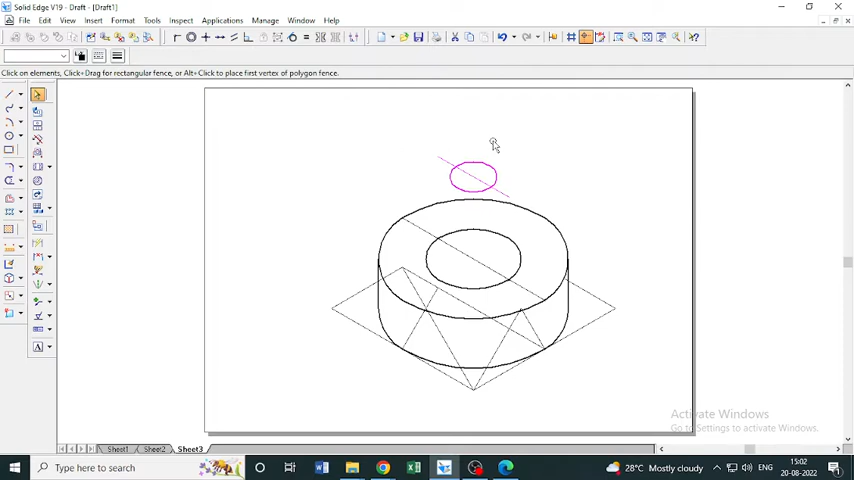 Solid Edge V19 - Draft - [Draft1]
File Edit View Insert Format Tools Inspect Applications Manage Window Help
Click on elements, Click+Drag for rectangular fence, or Alt+Click to place first vertex of polygon fence.
Activate Windows
Go to Settings to activate Windows.
Sheet1 Sheet2 Sheet3
Type here to search
28°C Mostly cloudy
ENG
15:02
20-08-2022